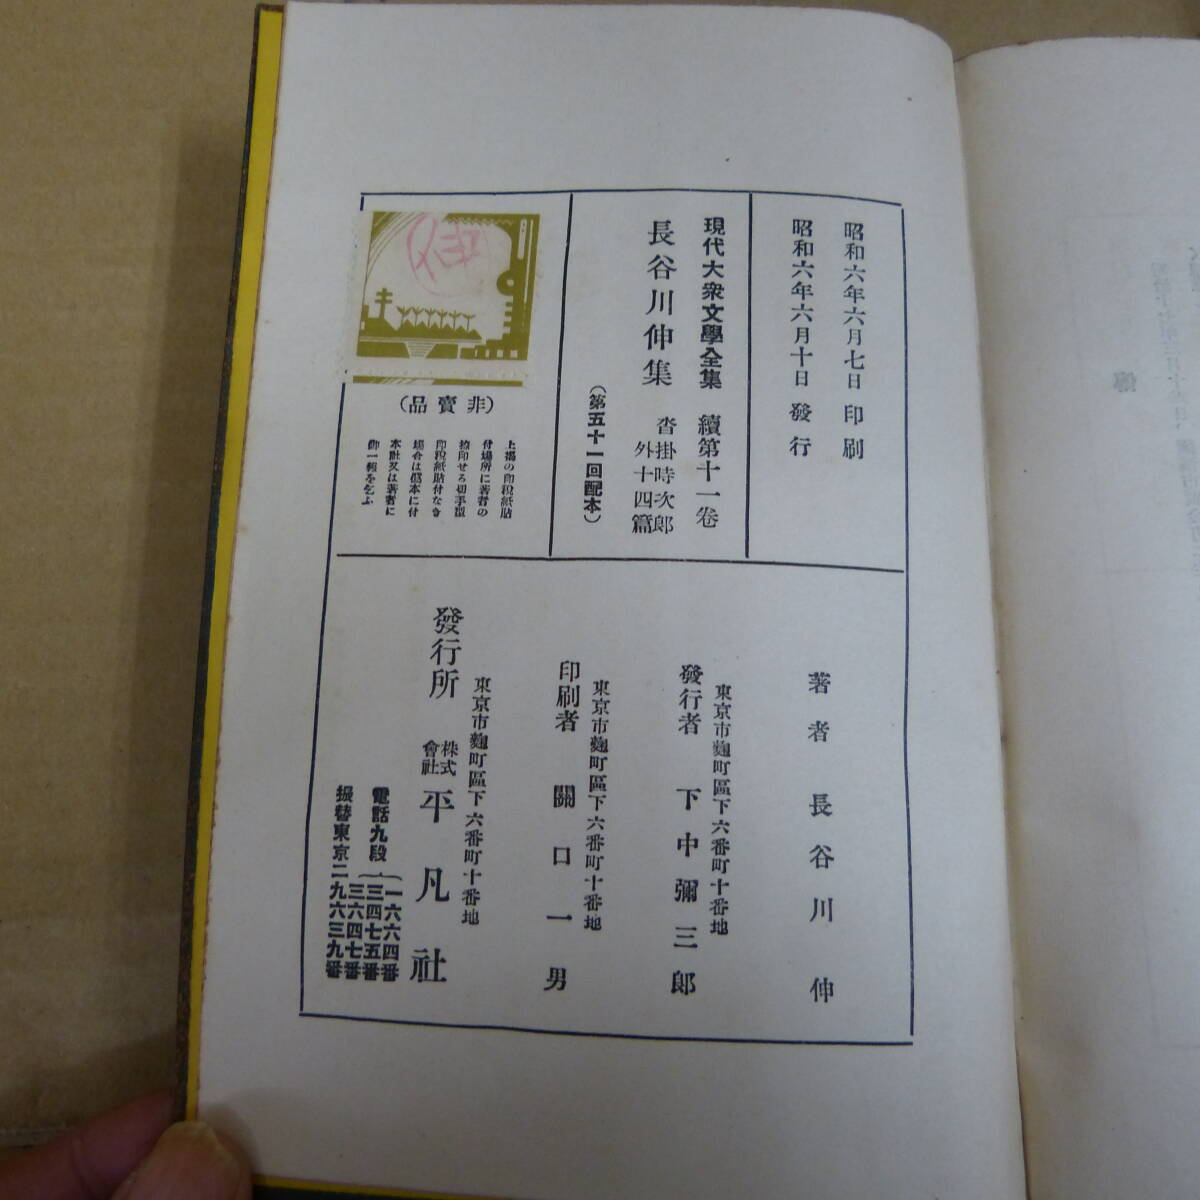 昭和六年六月七日 印刷
昭和六年六月十日 發行
現代大衆文學全集 續第十一卷
長谷川伸集 沓掛時次郎
外十四篇
(第五十一回配本)
伸
(非賣品)
上揭の印稅紙貼
付場所に著者の
捺印せる切手型
印稅紙貼付なき
場合は僞本に付
本社又は著者に
御一報を乞ふ
著者 長谷川伸
東京市麴町區下六番町十番地
發行者 下中彌三郎
東京市麴町區下六番町十番地
印刷者 關口一男
東京市麴町區下六番町十番地
發行所 株式會社 平凡社
電話九段 一六六四番
三四七五番
三六四七番
振替東京二九六三九番